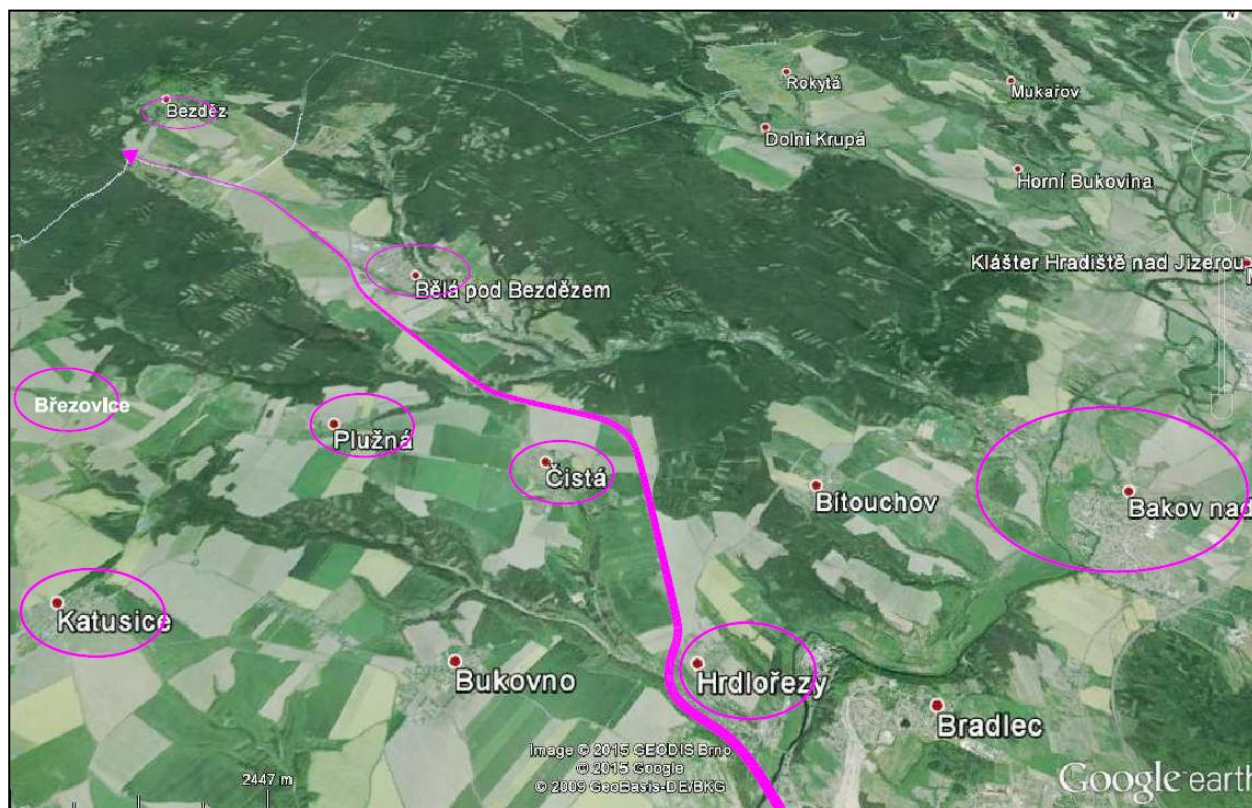 N
Rokytá
Mukařov
Bezděz
Dolní Krupá
Horní Bukovina
Klášter Hradiště nad Jizerou
Bělá pod Bezdězem
Březovice
Plužná
Čistá
Bítouchov
Bakov nad
Katusice
Bukovno
Hrdlořezy
Bradlec
Image © 2015 GEODIS Brno
© 2015 Google
© 2009 GeoBasis-DE/BKG
2447 m
Google earth